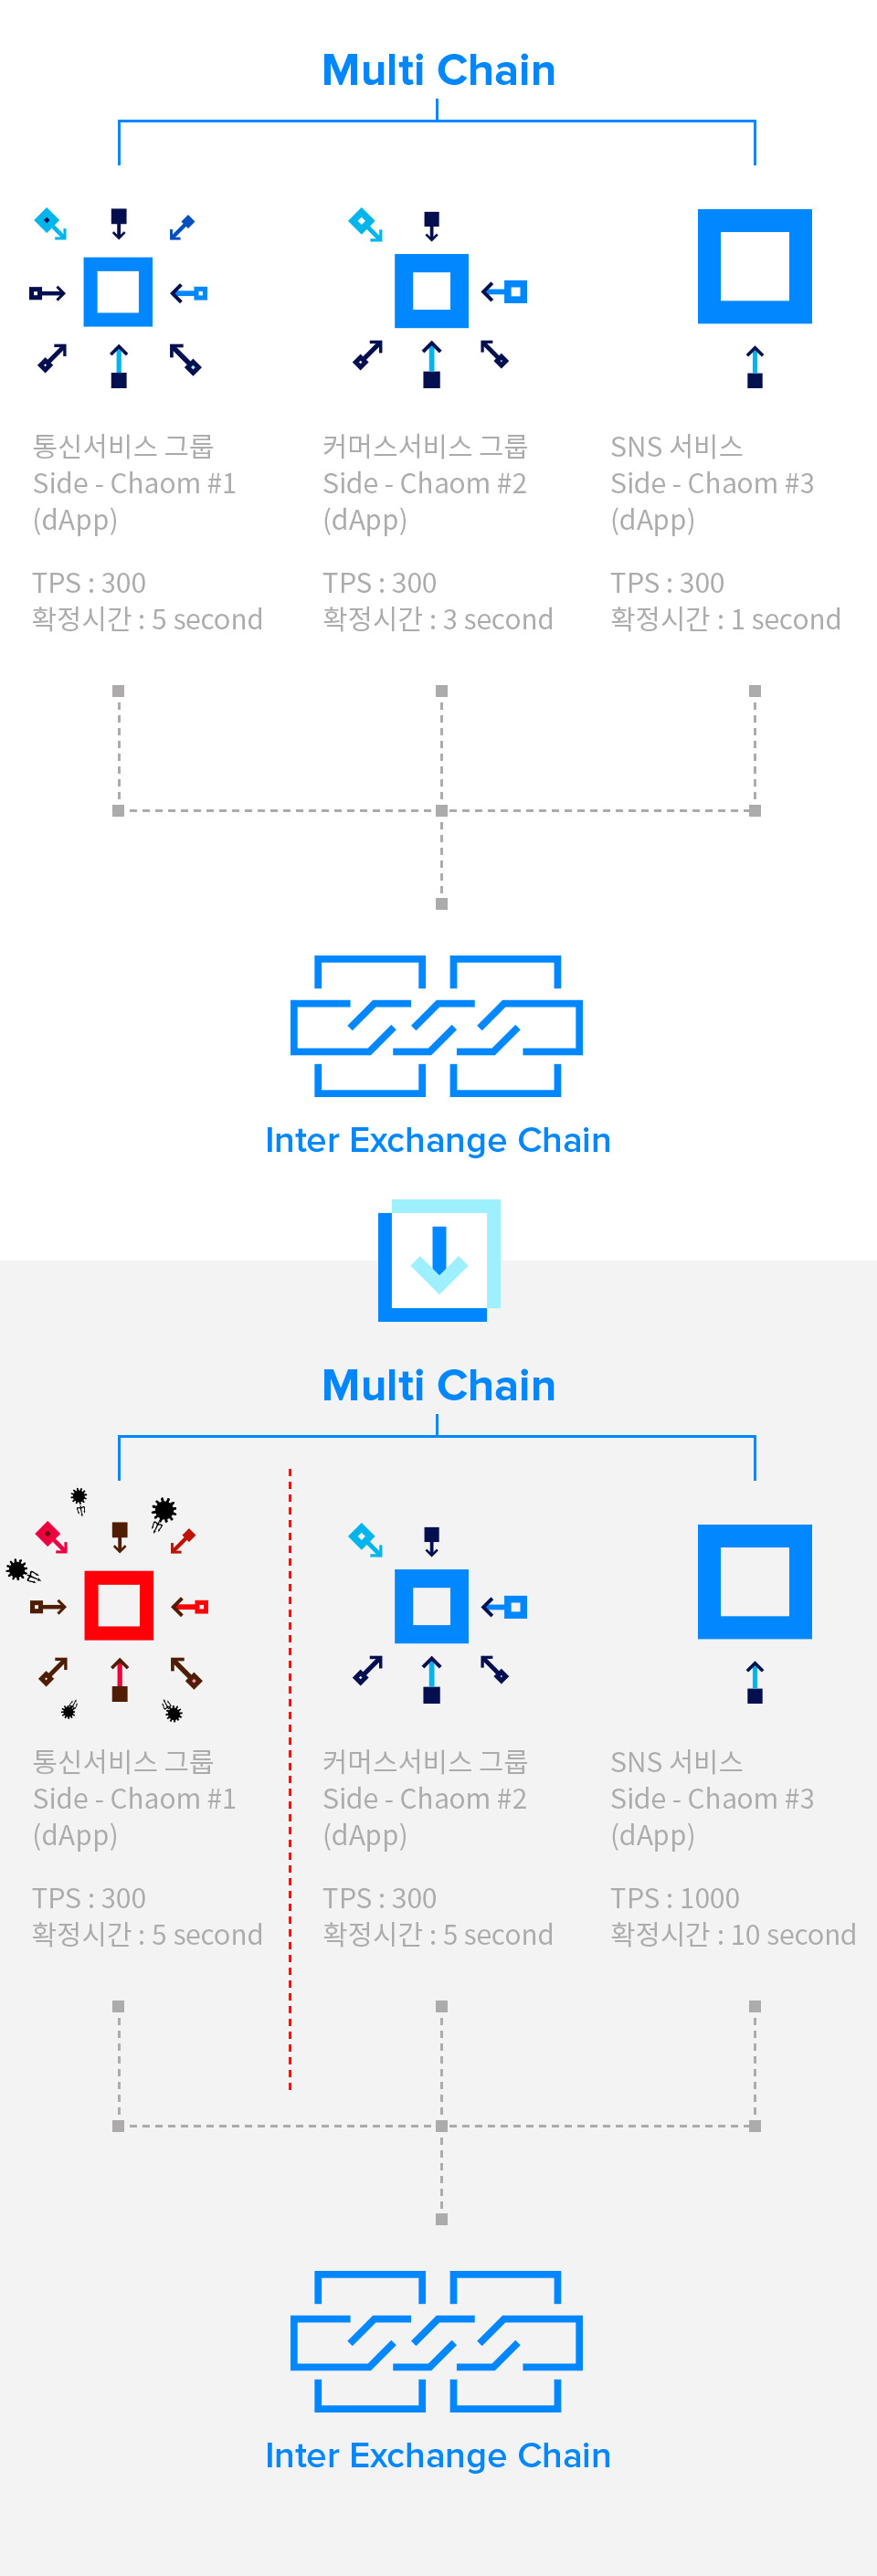 Multi Chain
통신서비스 그룹
Side - Chaom #1
(dApp)
TPS : 300
확정시간 : 5 second
커머스서비스 그룹
Side - Chaom #2
(dApp)
TPS : 300
확정시간 : 3 second
SNS 서비스
Side - Chaom #3
(dApp)
TPS : 300
확정시간 : 1 second
Inter Exchange Chain
Multi Chain
통신서비스 그룹
Side - Chaom #1
(dApp)
TPS : 300
확정시간 : 5 second
커머스서비스 그룹
Side - Chaom #2
(dApp)
TPS : 300
확정시간 : 5 second
SNS 서비스
Side - Chaom #3
(dApp)
TPS : 1000
확정시간 : 10 second
Inter Exchange Chain